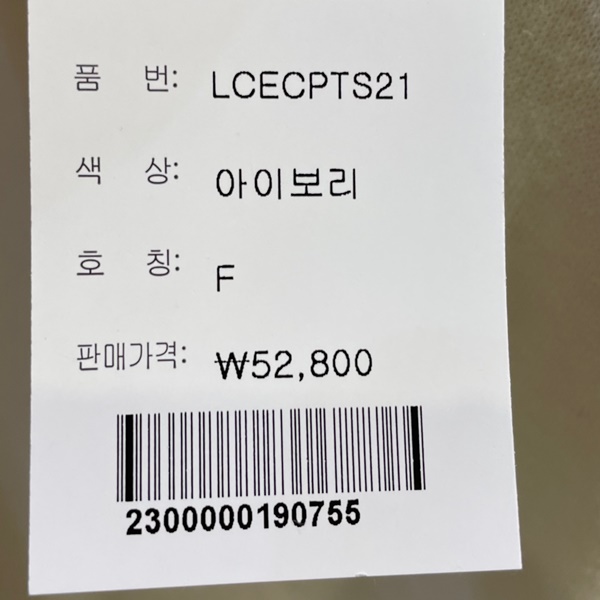 품 번: LCECPTS21
색 상: 아이보리
호 칭: F
판매가격: ₩52,800
2300000190755